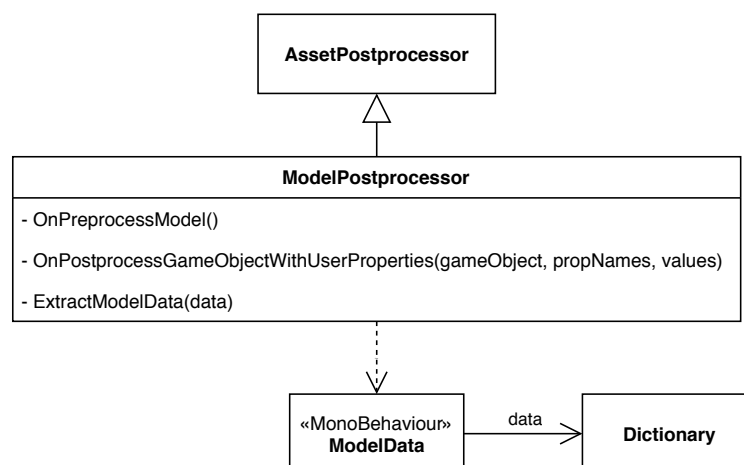 AssetPostprocessor
ModelPostprocessor
- OnPreprocessModel()
- OnPostprocessGameObjectWithUserProperties(gameObject, propNames, values)
- ExtractModelData(data)
«MonoBehaviour»
ModelData
data
Dictionary